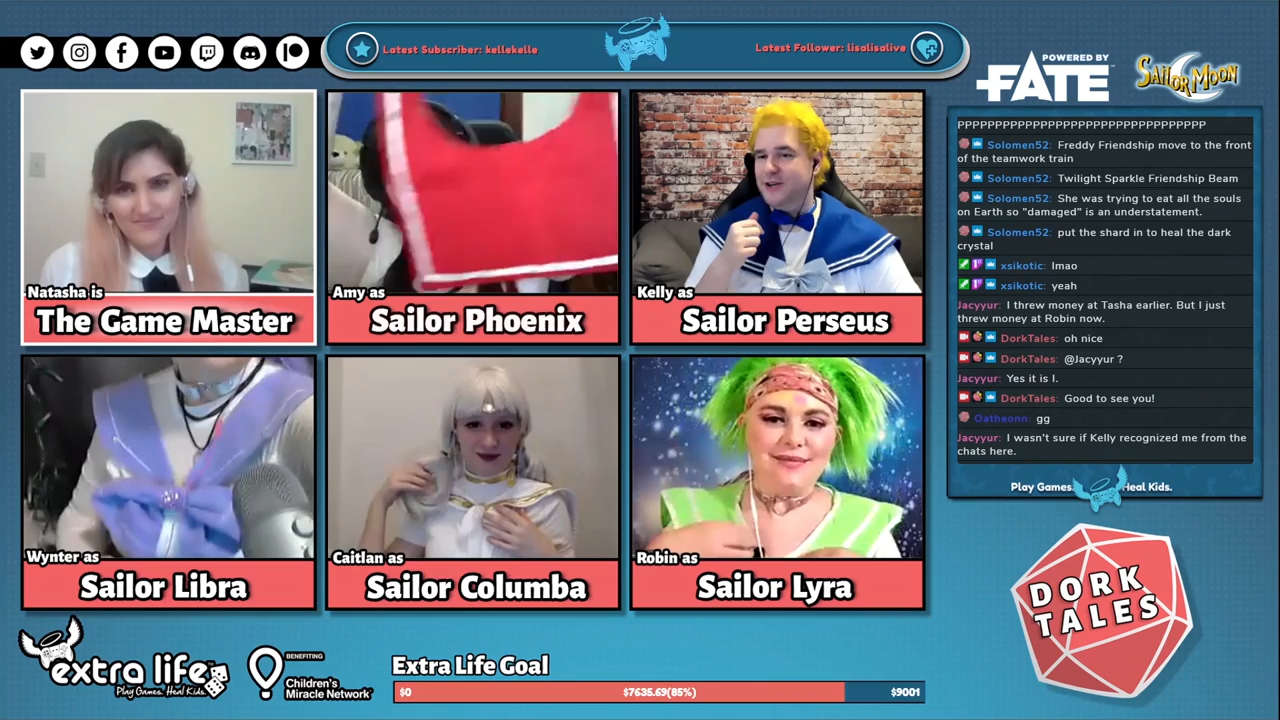 Latest Subscriber: kellekelle
Latest Follower: lisalisalive
POWERED BY
FATE
SAILOR MOON
Natasha is
The Game Master
Amy as
Sailor Phoenix
Kelly as
Sailor Perseus
Wynter as
Sailor Libra
Caitlan as
Sailor Columba
Robin as
Sailor Lyra
Solomen52: Freddy Friendship move to the front
of the teamwork train
Solomen52: Twilight Sparkle Friendship Beam
Solomen52: She was trying to eat all the souls
on Earth so "damaged" is an understatement.
Solomen52: put the shard in to heal the dark
crystal
xsikotic: lmao
xsikotic: yeah
Jacyyur: I threw money at Tasha earlier. But I just
threw money at Robin now.
DorkTales: oh nice
DorkTales: @Jacyyur ?
Jacyyur: Yes it is I.
DorkTales: Good to see you!
Oatheonn: gg
Jacyyur: I wasn't sure if Kelly recognized me from the
chats here.
Play Games. Heal Kids.
DORK
TALES
extra life
Play Games. Heal Kids.
BENEFITING
Children's
Miracle Network
Extra Life Goal
$0
$7635.69(85%)
$9001